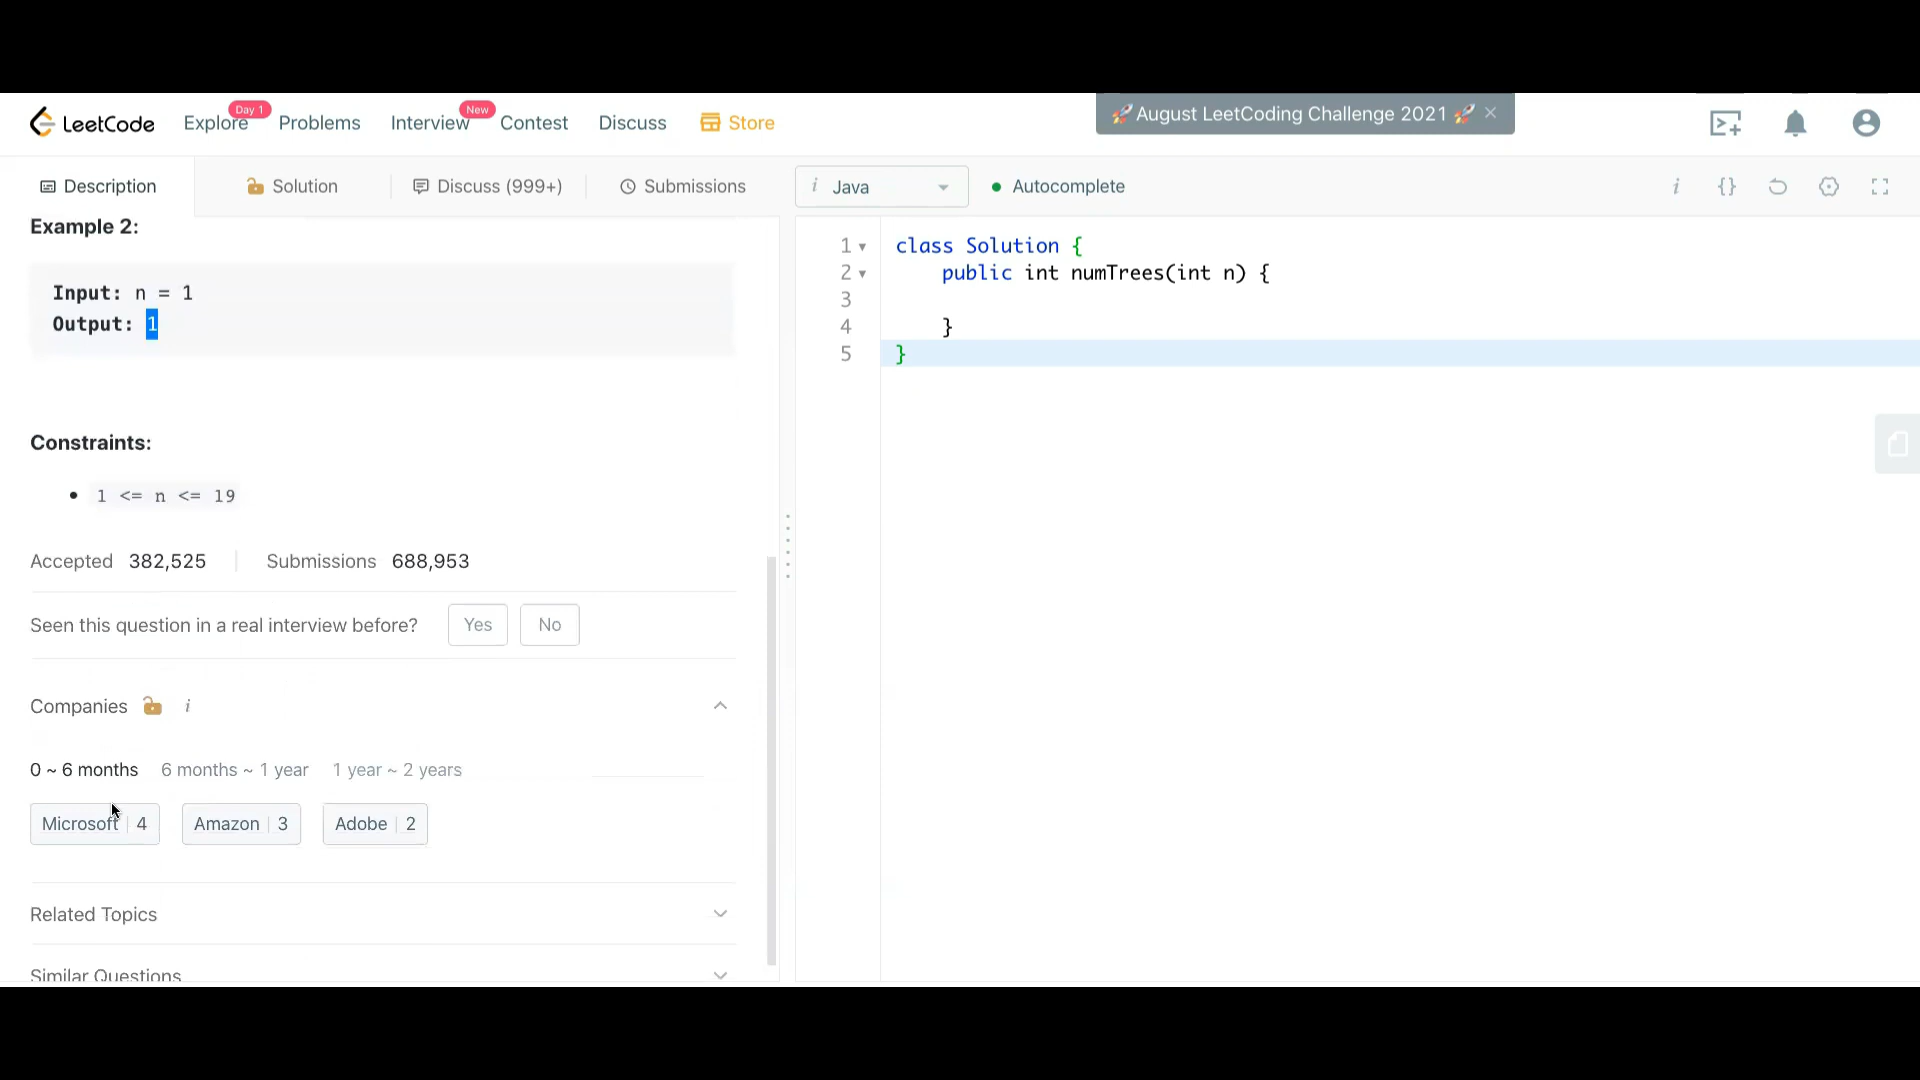 LeetCode Explore Day 1 Problems Interview New Contest Discuss Store 🚀 August LeetCoding Challenge 2021 🚀 ×
Description Solution Discuss (999+) Submissions i Java Autocomplete i {}
Example 2:
Input: n = 1
Output: 1
Constraints:
• 1 <= n <= 19
Accepted 382,525 Submissions 688,953
Seen this question in a real interview before? Yes No
Companies i
0 ~ 6 months 6 months ~ 1 year 1 year ~ 2 years
Microsoft 4 Amazon 3 Adobe 2
Related Topics
Similar Questions
1 class Solution {
2 public int numTrees(int n) {
3
4 }
5 }